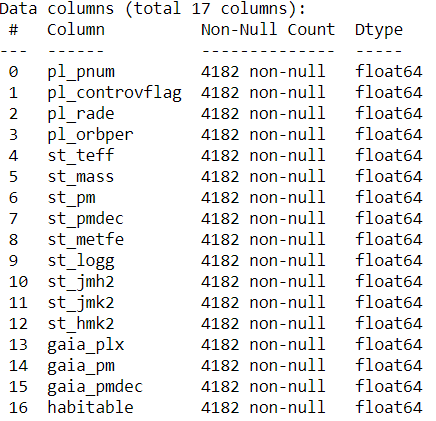 Data columns (total 17 columns):
 #   Column         Non-Null Count  Dtype
---  ------         --------------  -----
 0   pl_pnum        4182 non-null   float64
 1   pl_controvflag 4182 non-null   float64
 2   pl_rade        4182 non-null   float64
 3   pl_orbper      4182 non-null   float64
 4   st_teff        4182 non-null   float64
 5   st_mass        4182 non-null   float64
 6   st_pm          4182 non-null   float64
 7   st_pmdec       4182 non-null   float64
 8   st_metfe       4182 non-null   float64
 9   st_logg        4182 non-null   float64
 10  st_jmh2        4182 non-null   float64
 11  st_jmk2        4182 non-null   float64
 12  st_hmk2        4182 non-null   float64
 13  gaia_plx       4182 non-null   float64
 14  gaia_pm        4182 non-null   float64
 15  gaia_pmdec     4182 non-null   float64
 16  habitable      4182 non-null   float64